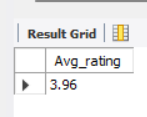 Result Grid
Avg_rating
3.96